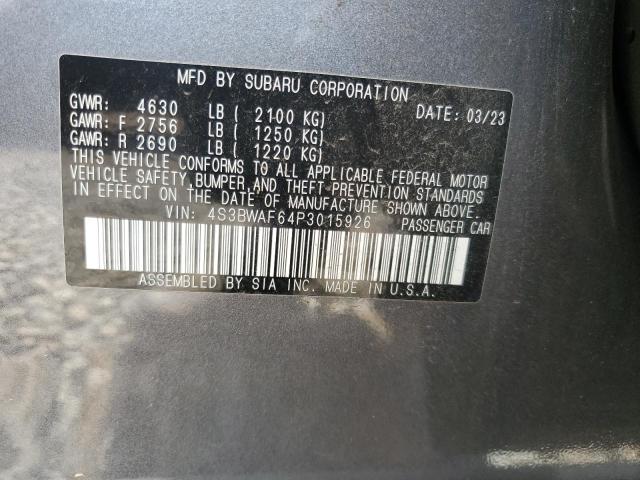 MFD BY SUBARU CORPORATION
GVWR: 4630 LB ( 2100 KG) DATE: 03/23
GAWR: F 2756 LB ( 1250 KG)
GAWR: R 2690 LB ( 1220 KG)
THIS VEHICLE CONFORMS TO ALL APPLICABLE FEDERAL MOTOR
VEHICLE SAFETY, BUMPER, AND THEFT PREVENTION STANDARDS
IN EFFECT ON THE DATE OF MANUFACTURE SHOWN ABOVE.
VIN: 4S3BWAF64P3015926 PASSENGER CAR
ASSEMBLED BY SIA INC. MADE IN U.S.A.